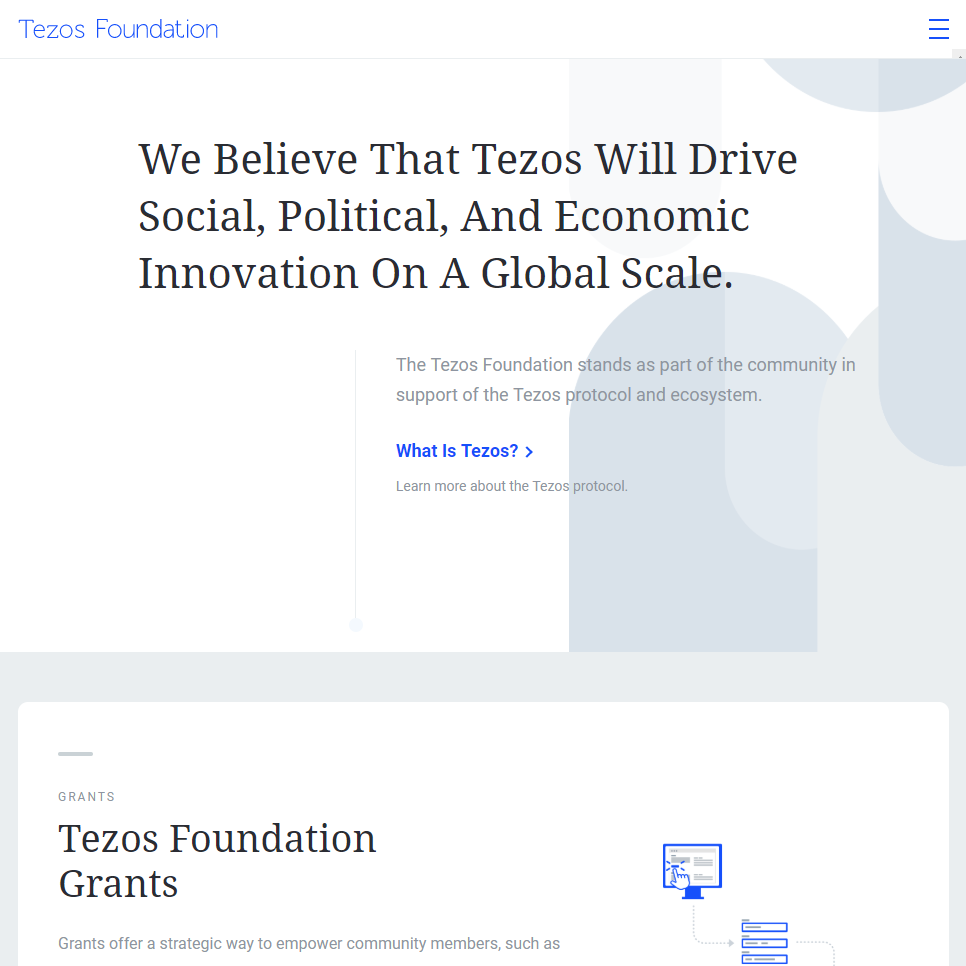 Tezos Foundation
We Believe That Tezos Will Drive
Social, Political, And Economic
Innovation On A Global Scale.
The Tezos Foundation stands as part of the community in
support of the Tezos protocol and ecosystem.
What Is Tezos?
Learn more about the Tezos protocol.
GRANTS
Tezos Foundation
Grants
Grants offer a strategic way to empower community members, such as